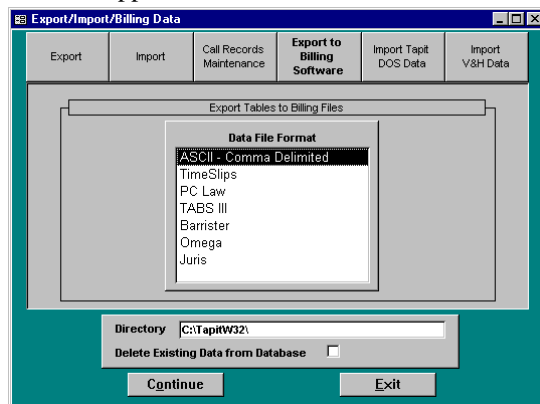 Export/Import/Billing Data
Export
Import
Call Records
Maintenance
Export to
Billing
Software
Import Tapit
DOS Data
Import
V&H Data
Export Tables to Billing Files
Data File Format
ASCII - Comma Delimited
TimeSlips
PC Law
TABS III
Barrister
Omega
Juris
Directory C:\TapitW32\
Delete Existing Data from Database
Continue Exit